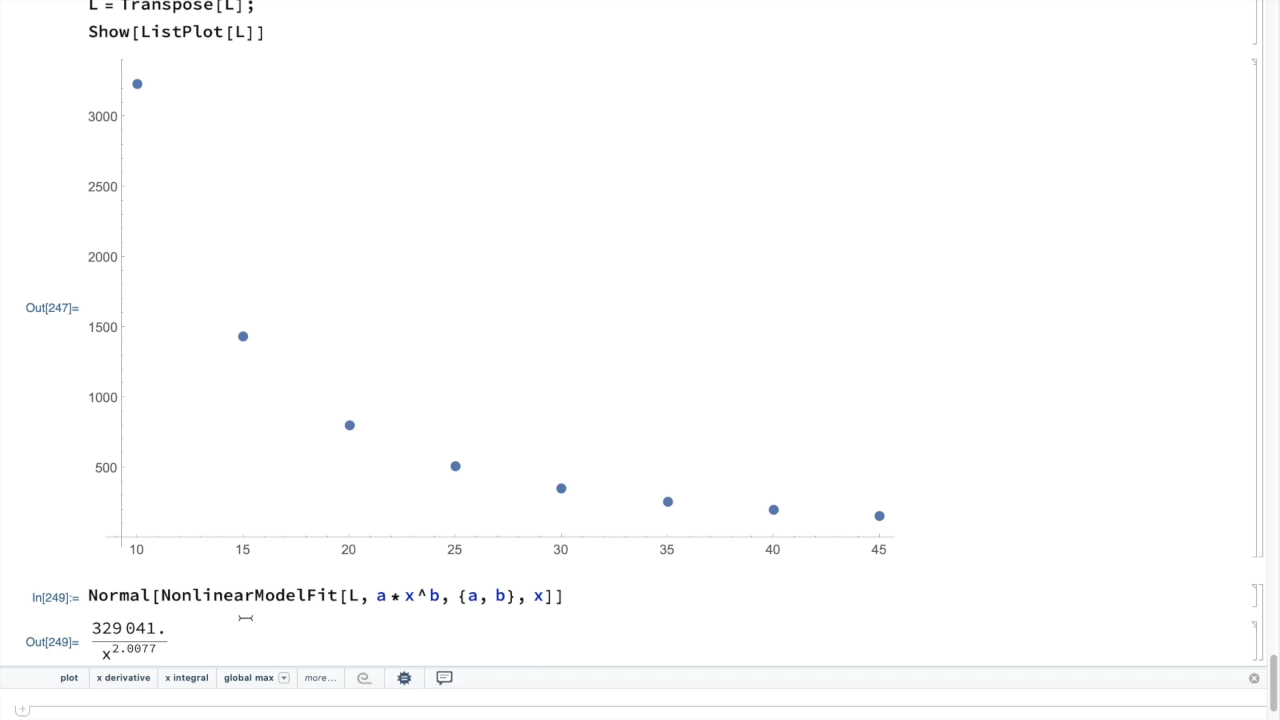 L = Transpose[L];
Show[ListPlot[L]]
3000
2500
2000
Out[247]=
1500
1000
500
10 15 20 25 30 35 40 45
In[249]:= Normal[NonlinearModelFit[L, a * x ^ b, {a, b}, x]]
Out[249]= 329 041.
x^2.0077
plot x derivative x integral global max more...